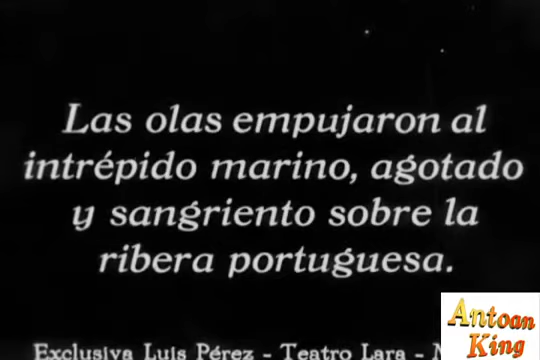 Las olas empujaron al
intrépido marino, agotado
y sangriento sobre la
ribera portuguesa.
Exclusiva Luis Pérez - Teatro Lara -
Antoan
King